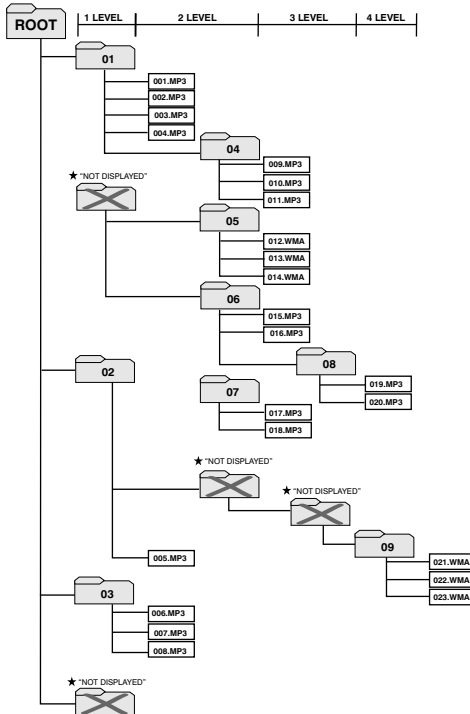 1 LEVEL 2 LEVEL 3 LEVEL 4 LEVEL
ROOT
01
001.MP3
002.MP3
003.MP3
004.MP3
04
009.MP3
010.MP3
011.MP3
★ "NOT DISPLAYED"
05
012.WMA
013.WMA
014.WMA
06
015.MP3
016.MP3
08
019.MP3
020.MP3
02
07
017.MP3
018.MP3
★ "NOT DISPLAYED"
★ "NOT DISPLAYED"
09
021.WMA
022.WMA
023.WMA
005.MP3
03
006.MP3
007.MP3
008.MP3
★ "NOT DISPLAYED"